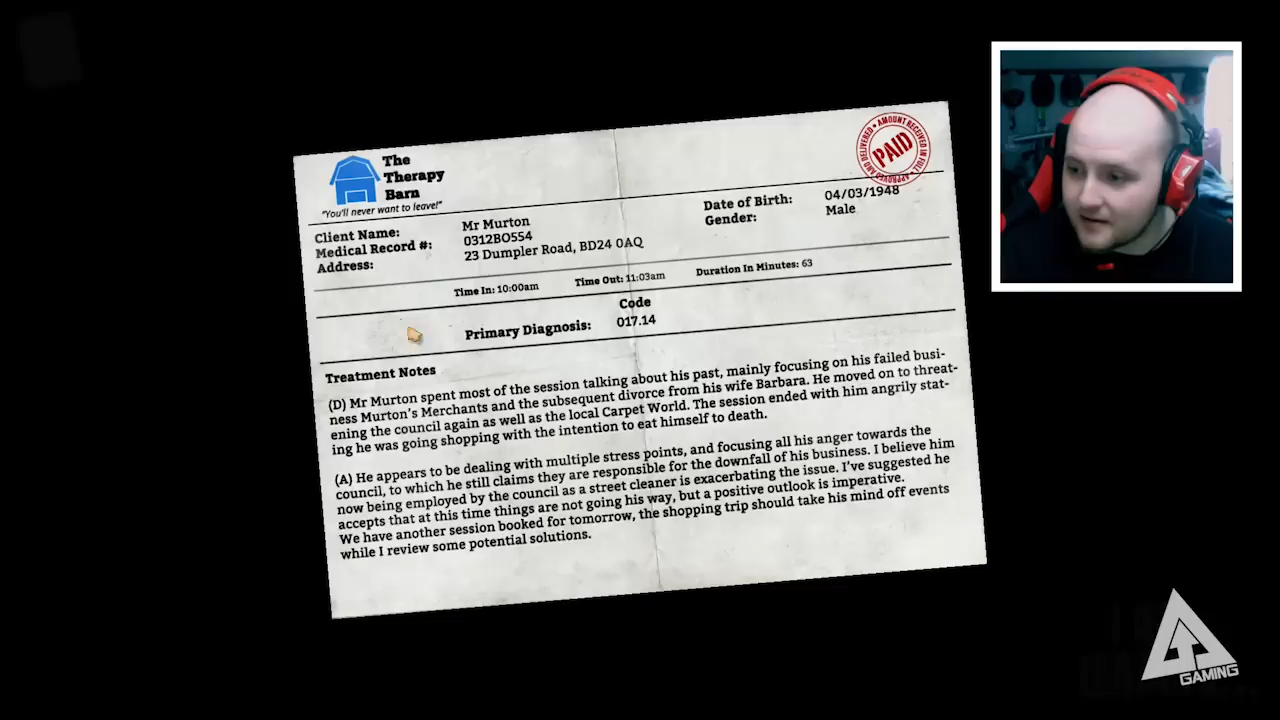 The
Therapy
Barn
"You'll never want to leave!"
AMOUNT RECEIVED IN FULL • APPROVED AND DELIVERED •
PAID
Client Name: Mr Murton
Medical Record #: 0312BO554
Address: 23 Dumpler Road, BD24 0AQ
Date of Birth: 04/03/1948
Gender: Male
Time In: 10:00am Time Out: 11:03am Duration In Minutes: 63
Code
Primary Diagnosis: 017.14
Treatment Notes
(D) Mr Murton spent most of the session talking about his past, mainly focusing on his failed busi-
ness Murton's Merchants and the subsequent divorce from his wife Barbara. He moved on to threat-
ening the council again as well as the local Carpet World. The session ended with him angrily stat-
ing he was going shopping with the intention to eat himself to death.
(A) He appears to be dealing with multiple stress points, and focusing all his anger towards the
council, to which he still claims they are responsible for the downfall of his business. I believe him
now being employed by the council as a street cleaner is exacerbating the issue. I've suggested he
accepts that at this time things are not going his way, but a positive outlook is imperative.
We have another session booked for tomorrow, the shopping trip should take his mind off events
while I review some potential solutions.
GAMING